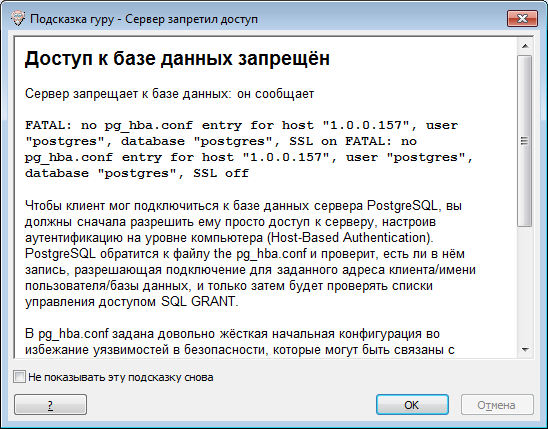 Подсказка гуру - Сервер запретил доступ
Доступ к базе данных запрещён
Сервер запрещает к базе данных: он сообщает
FATAL: no pg_hba.conf entry for host "1.0.0.157", user
"postgres", database "postgres", SSL on FATAL: no
pg_hba.conf entry for host "1.0.0.157", user "postgres",
database "postgres", SSL off
Чтобы клиент мог подключиться к базе данных сервера PostgreSQL, вы
должны сначала разрешить ему просто доступ к серверу, настроив
аутентификацию на уровне компьютера (Host-Based Authentication).
PostgreSQL обратится к файлу the pg_hba.conf и проверит, есть ли в нём
запись, разрешающая подключение для заданного адреса клиента/имени
пользователя/базы данных, и только затем будет проверять списки
управления доступом SQL GRANT.
В pg_hba.conf задана довольно жёсткая начальная конфигурация во
избежание уязвимостей в безопасности, которые могут быть связаны с
Не показывать эту подсказку снова
?
OK
Отмена